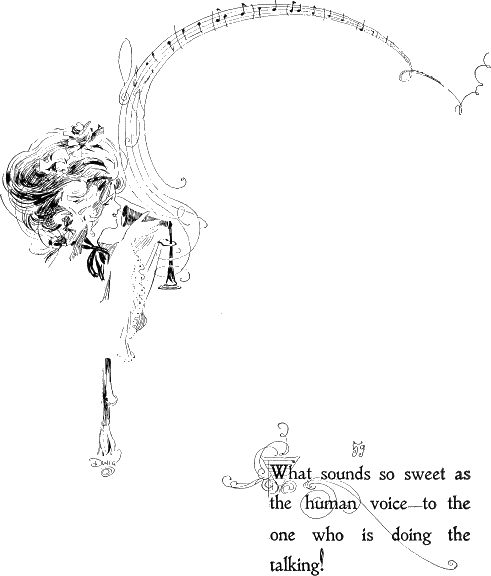 What sounds so sweet as
the human voice—to the
one who is doing the
talking!